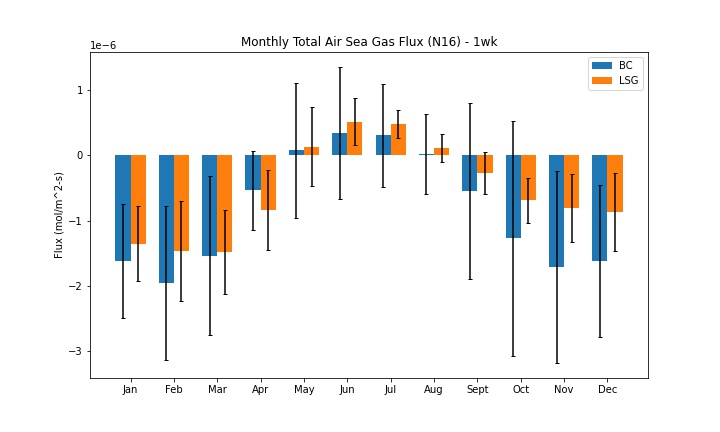 Monthly Total Air Sea Gas Flux (N16) - 1wk
1e−6
BC
LSG
1
0
−1
−2
−3
Flux (mol/m^2-s)
Jan Feb Mar Apr May Jun Jul Aug Sept Oct Nov Dec